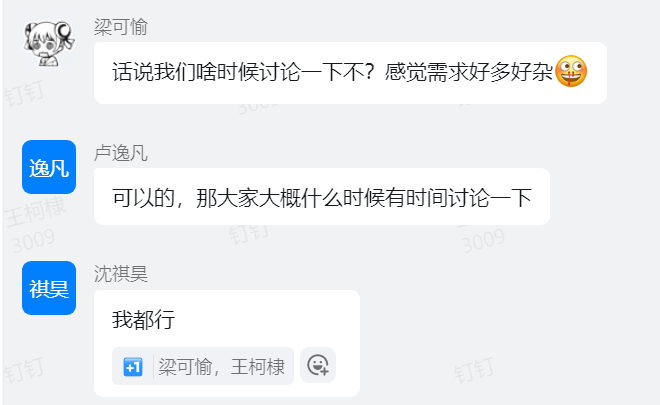 梁可愉
话说我们啥时候讨论一下不？感觉需求好多好杂
钉钉
3009
逸凡
卢逸凡
可以的，那大家大概什么时候有时间讨论一下
王柯棣
3009
钉钉
3009
祺昊
沈祺昊
我都行
+1 梁可愉，王柯棣
钉钉
钉钉